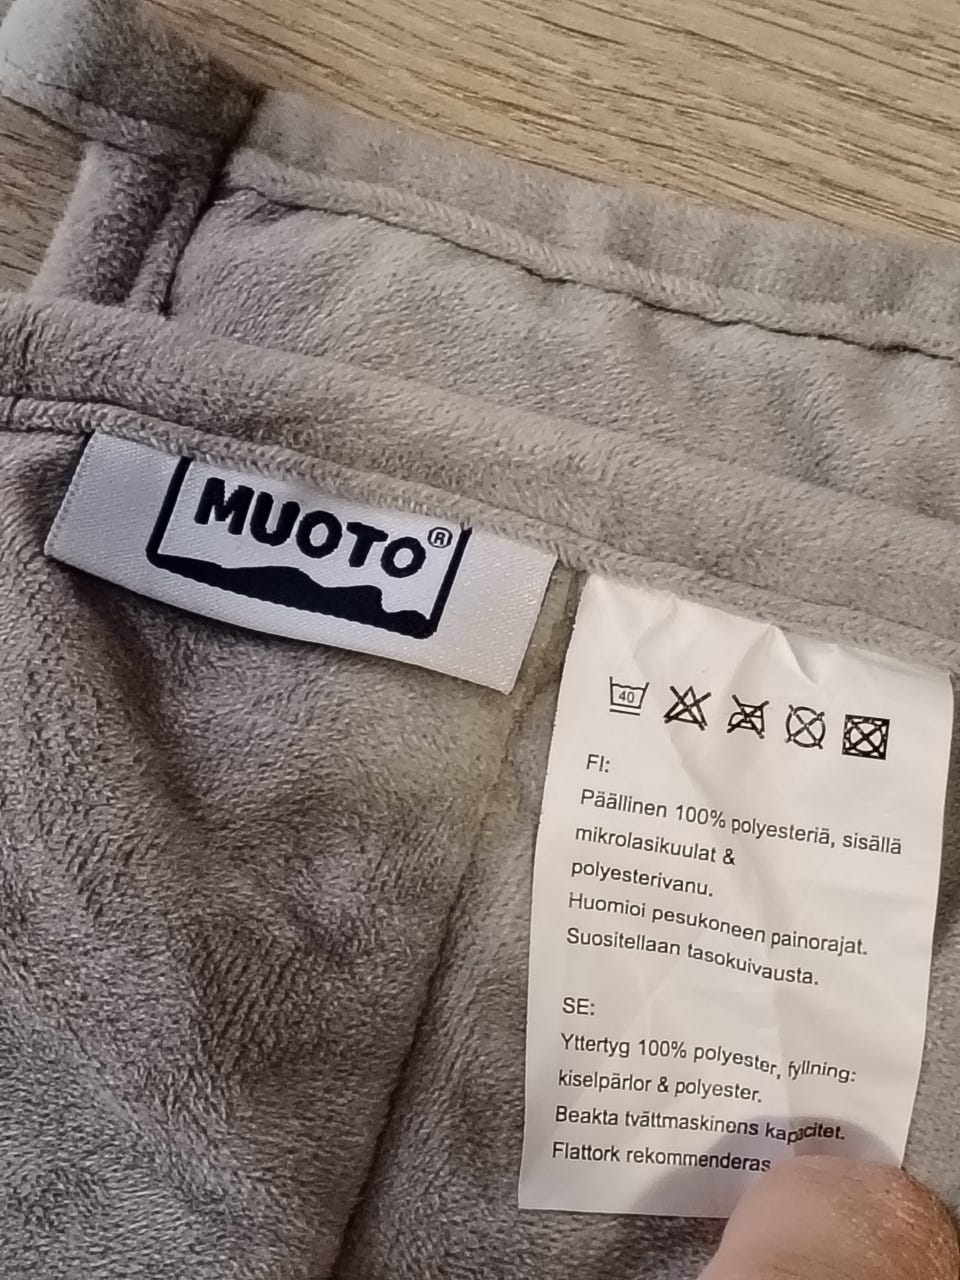 MUOTO®
40
FI:
Päällinen 100% polyesteriä, sisällä
mikrolasikuulat &
polyesterivanu.
Huomioi pesukoneen painorajat.
Suositellaan tasokuivausta.
SE:
Yttertyg 100% polyester, fyllning:
kiselpärlor & polyester.
Beakta tvättmaskinens kapacitet.
Flattork rekommenderas